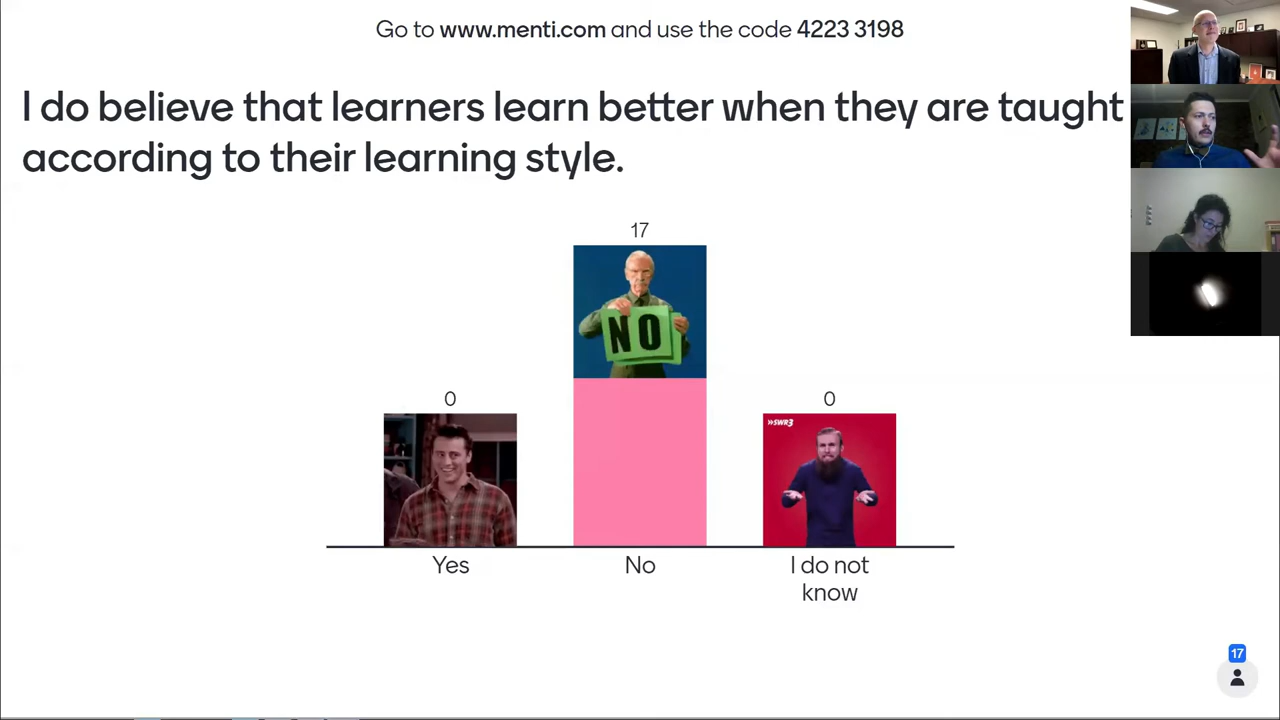 Go to www.menti.com and use the code 4223 3198
I do believe that learners learn better when they are taught
according to their learning style.
17
NO
0
0
»SWR3
Yes
No
I do not
know
17